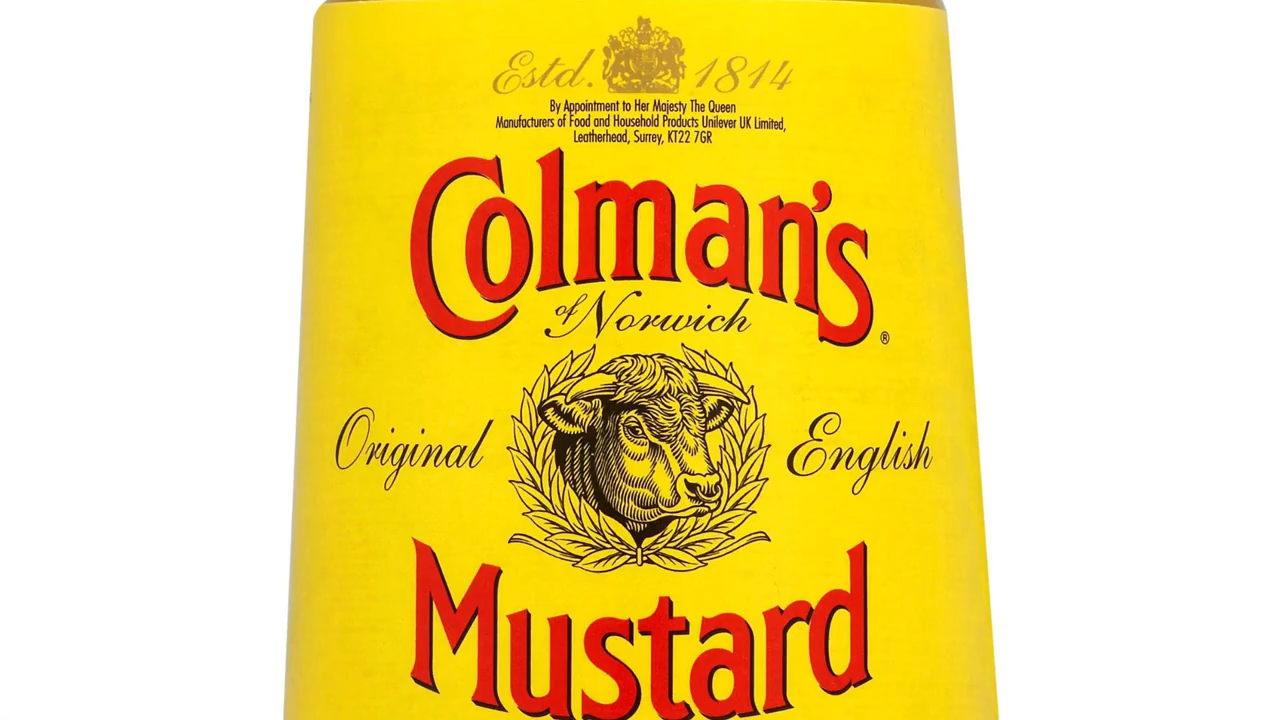 Estd. 1814
By Appointment to Her Majesty The Queen
Manufacturers of Food and Household Products Unilever UK Limited,
Leatherhead, Surrey, KT22 7GR
Colman's
of Norwich
®
Original English
Mustard